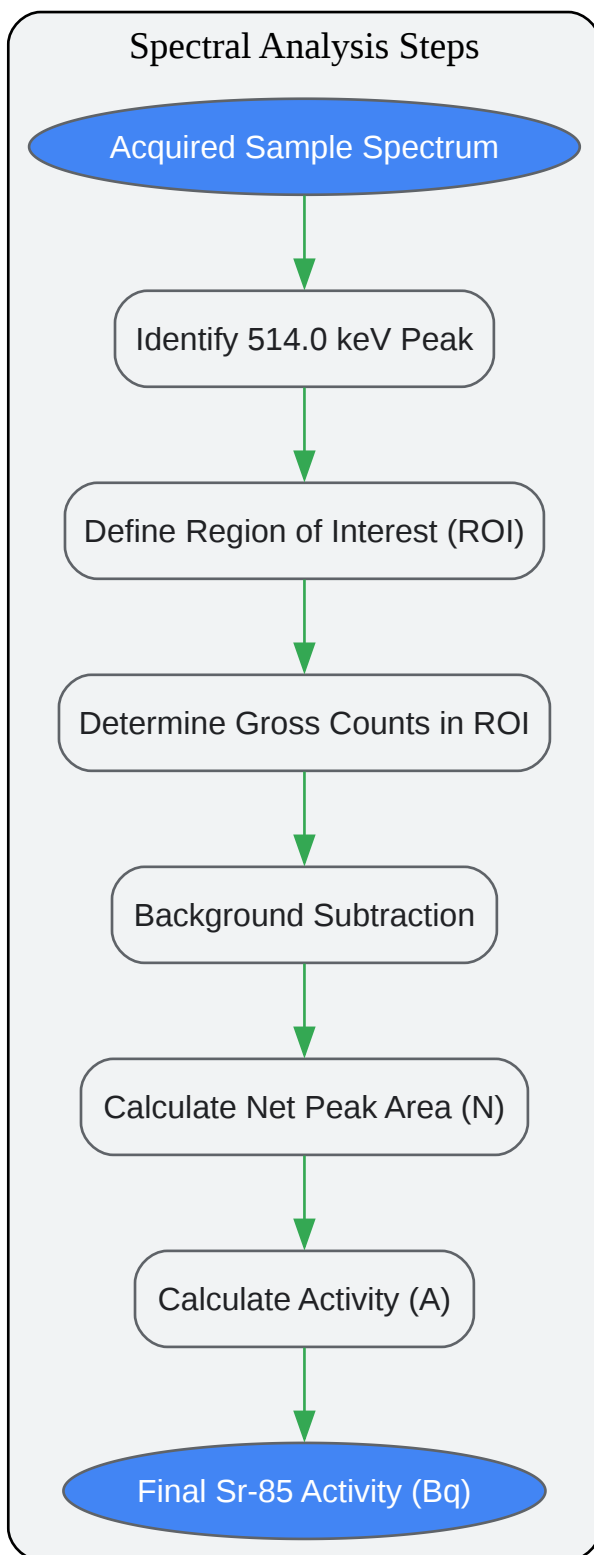 Spectral Analysis Steps
Acquired Sample Spectrum
Identify 514.0 keV Peak
Define Region of Interest (ROI)
Determine Gross Counts in ROI
Background Subtraction
Calculate Net Peak Area (N)
Calculate Activity (A)
Final Sr-85 Activity (Bq)